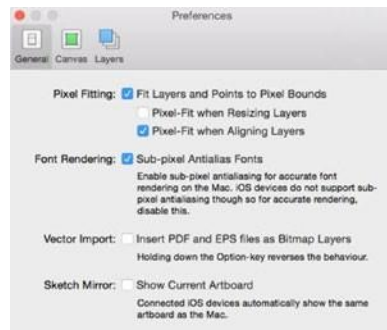 Preferences
General Canvas Layers
Pixel Fitting: Fit Layers and Points to Pixel Bounds
Pixel-Fit when Resizing Layers
Pixel-Fit when Aligning Layers
Font Rendering: Sub-pixel Antialias Fonts
Enable sub-pixel antialiasing for accurate font
rendering on the Mac. iOS devices do not support sub-
pixel antialiasing though so for accurate rendering,
disable this.
Vector Import: Insert PDF and EPS files as Bitmap Layers
Holding down the Option-key reverses the behaviour.
Sketch Mirror: Show Current Artboard
Connected iOS devices automatically show the same
artboard as the Mac.